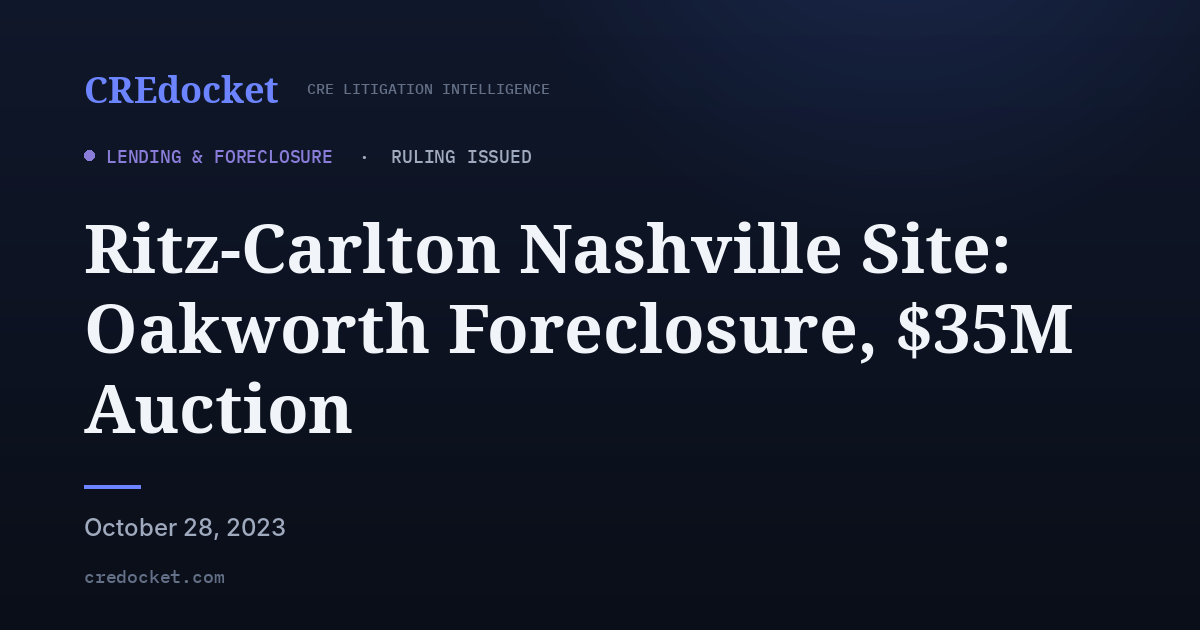 CREdocket CRE LITIGATION INTELLIGENCE
LENDING & FORECLOSURE · RULING ISSUED
Ritz-Carlton Nashville Site:
Oakworth Foreclosure, $35M
Auction
October 28, 2023
credocket.com